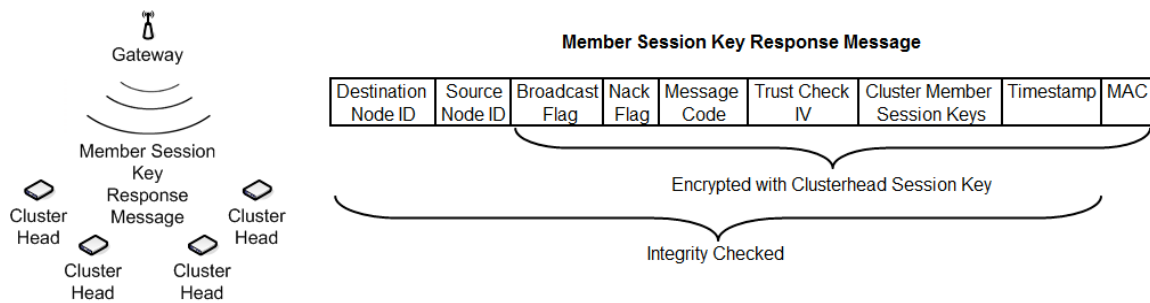 Gateway
Member Session
Key
Response
Message
Cluster
Head
Cluster
Head
Cluster
Head
Cluster
Head
Member Session Key Response Message
Destination
Node ID
Source
Node ID
Broadcast
Flag
Nack
Flag
Message
Code
Trust Check
IV
Cluster Member
Session Keys
Timestamp
MAC
Encrypted with Clusterhead Session Key
Integrity Checked